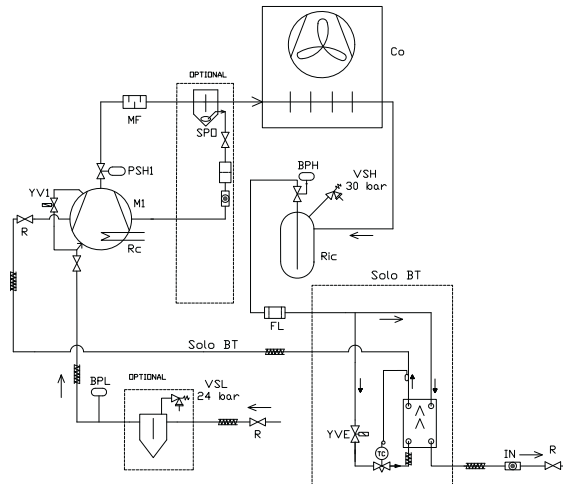 Co
OPTIONAL
MF
SPO
PSH1
BPH
VSH
30 bar
YV1
M1
R
Rc
Ric
Solo BT
FL
Solo BT
BPL
OPTIONAL
VSL
24 bar
R
YVE
TC
IN
R